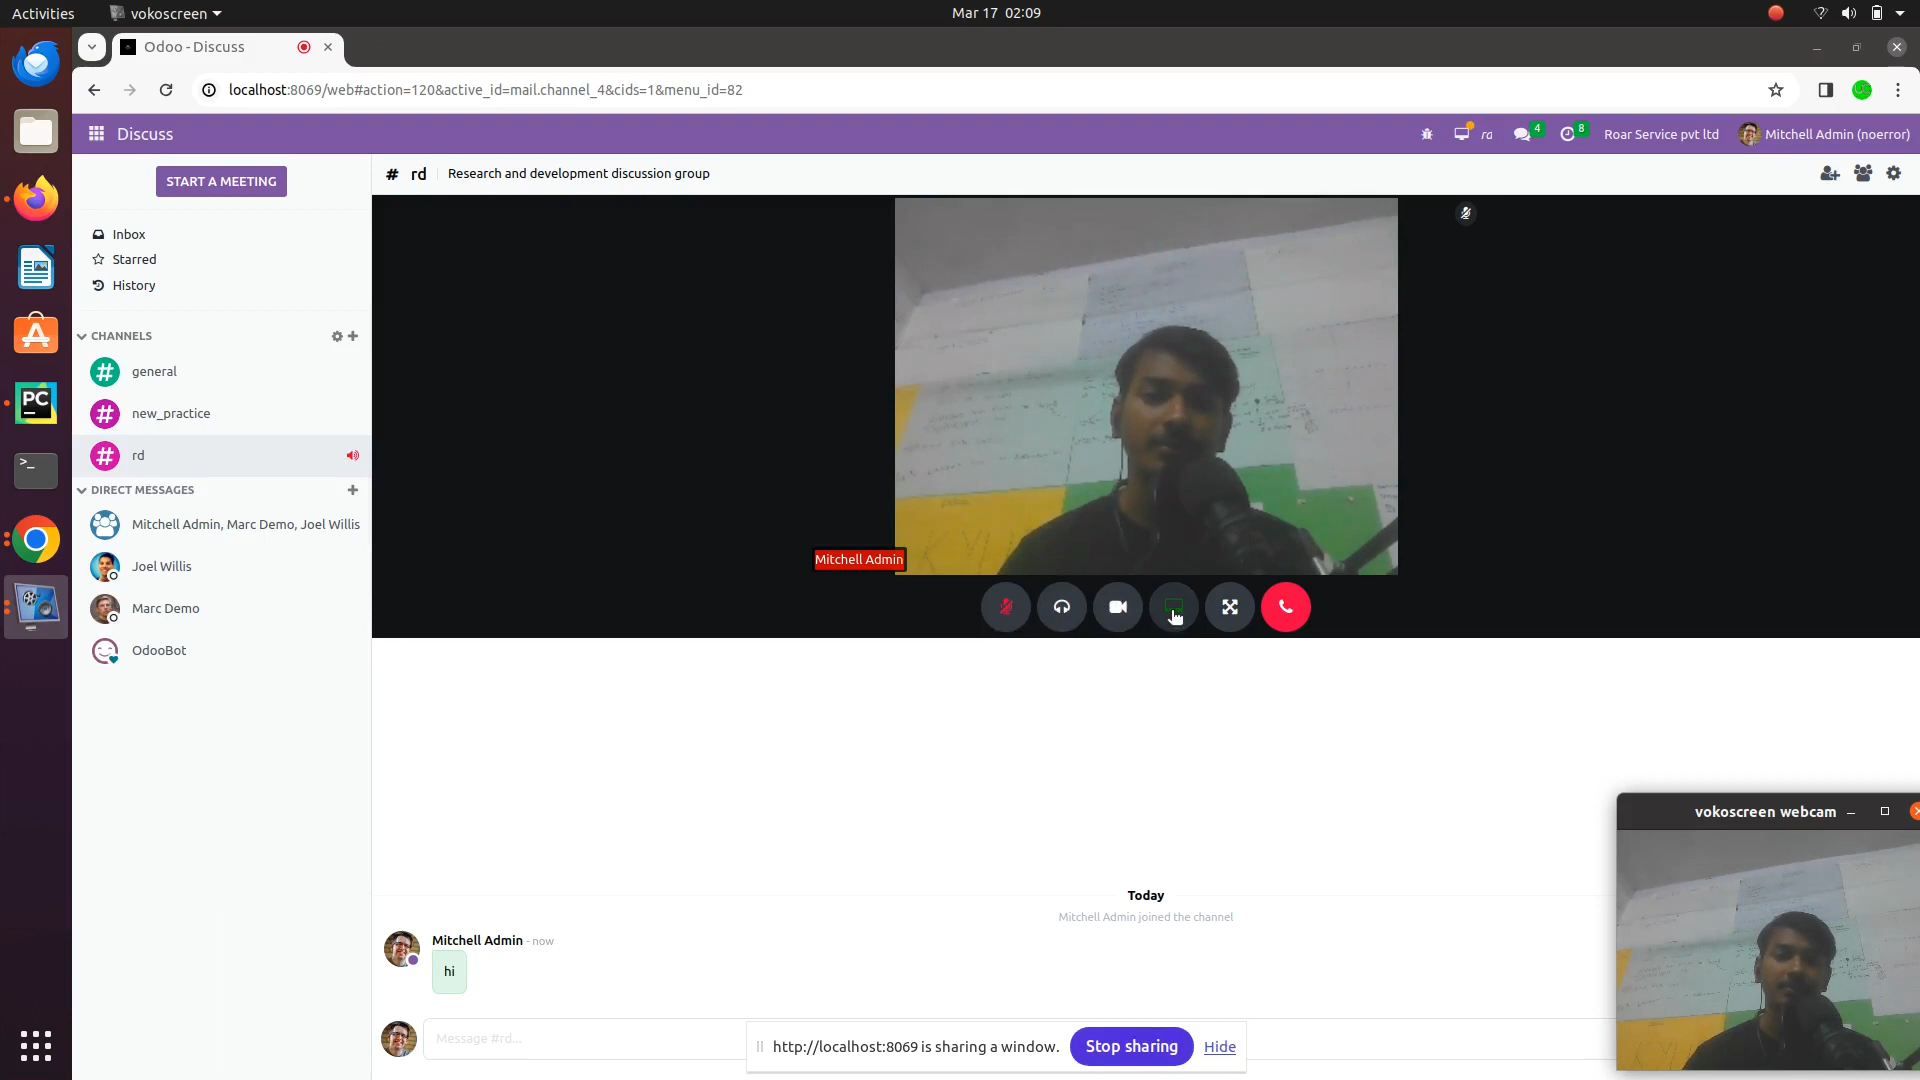 Activities
vokoscreen
Mar 17 02:09
Odoo - Discuss
localhost:8069/web#action=120&active_id=mail.channel_4&cids=1&menu_id=82
Discuss
rd
4
8
Roar Service pvt ltd
Mitchell Admin (noerror)
START A MEETING
# rd
Research and development discussion group
Inbox
Starred
History
CHANNELS
# general
# new_practice
# rd
DIRECT MESSAGES
Mitchell Admin, Marc Demo, Joel Willis
Joel Willis
Marc Demo
OdooBot
Mitchell Admin
Today
Mitchell Admin joined the channel
Mitchell Admin - now
hi
Message #rd...
http://localhost:8069 is sharing a window.
Stop sharing
Hide
vokoscreen webcam
PC